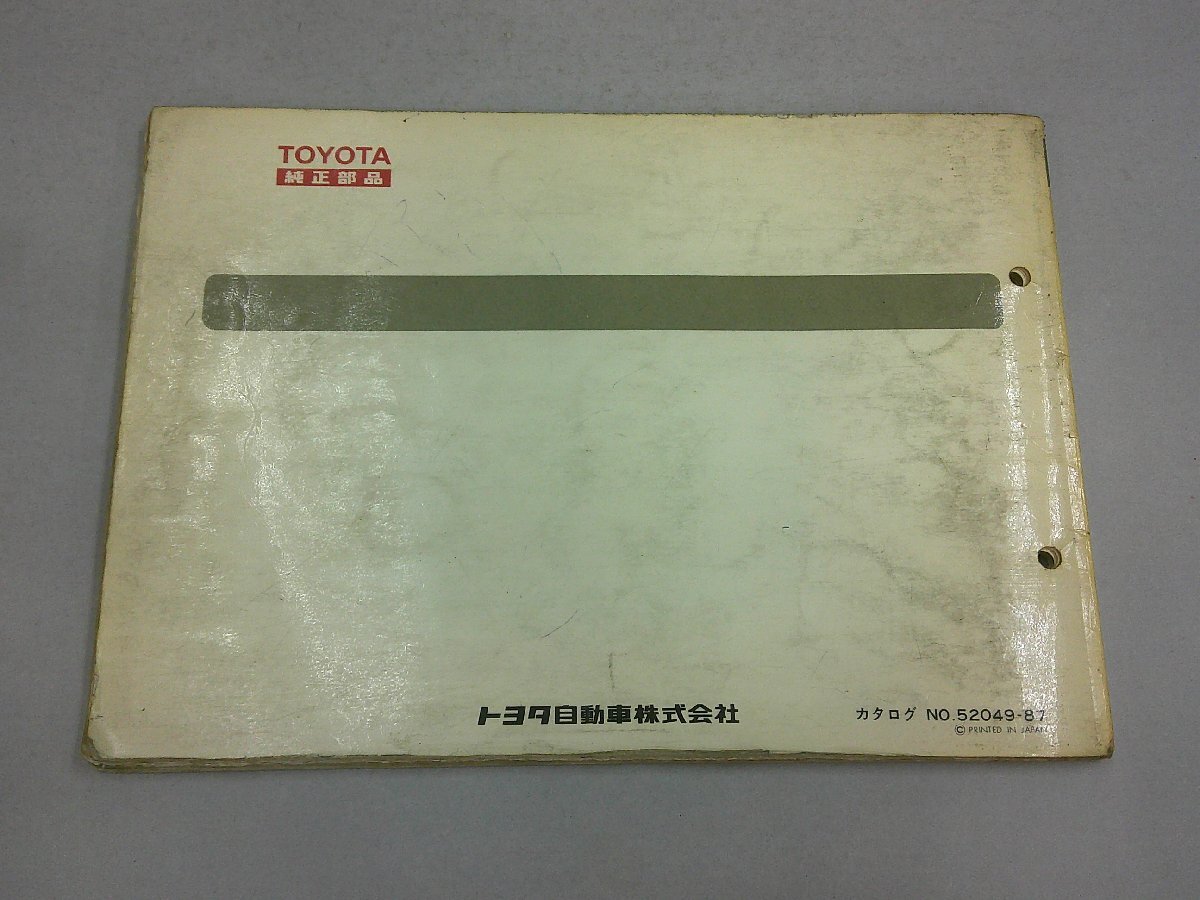 TOYOTA
純正部品
トヨタ自動車株式会社
カタログ NO.52049-87
© PRINTED IN JAPAN